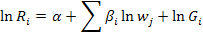 ln R_i = α + ∑ β_i ln w_j + ln G_i